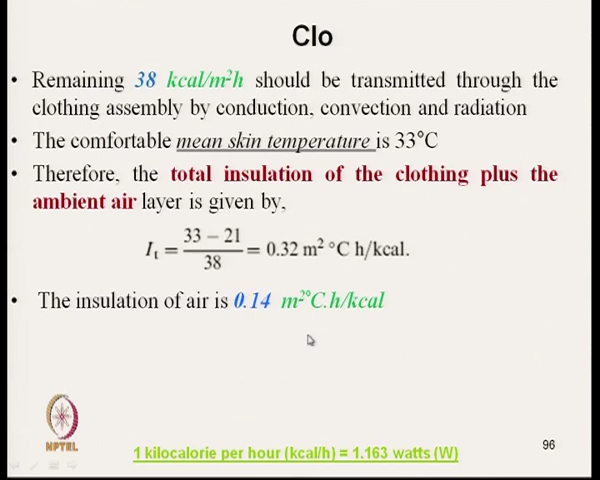 Clo
• Remaining 38 kcal/m²h should be transmitted through the
clothing assembly by conduction, convection and radiation
• The comfortable mean skin temperature is 33°C
• Therefore, the total insulation of the clothing plus the
ambient air layer is given by,
I_t = (33 − 21)/38 = 0.32 m² °C h/kcal.
• The insulation of air is 0.14 m²°C.h/kcal
NPTEL
96
1 kilocalorie per hour (kcal/h) = 1.163 watts (W)